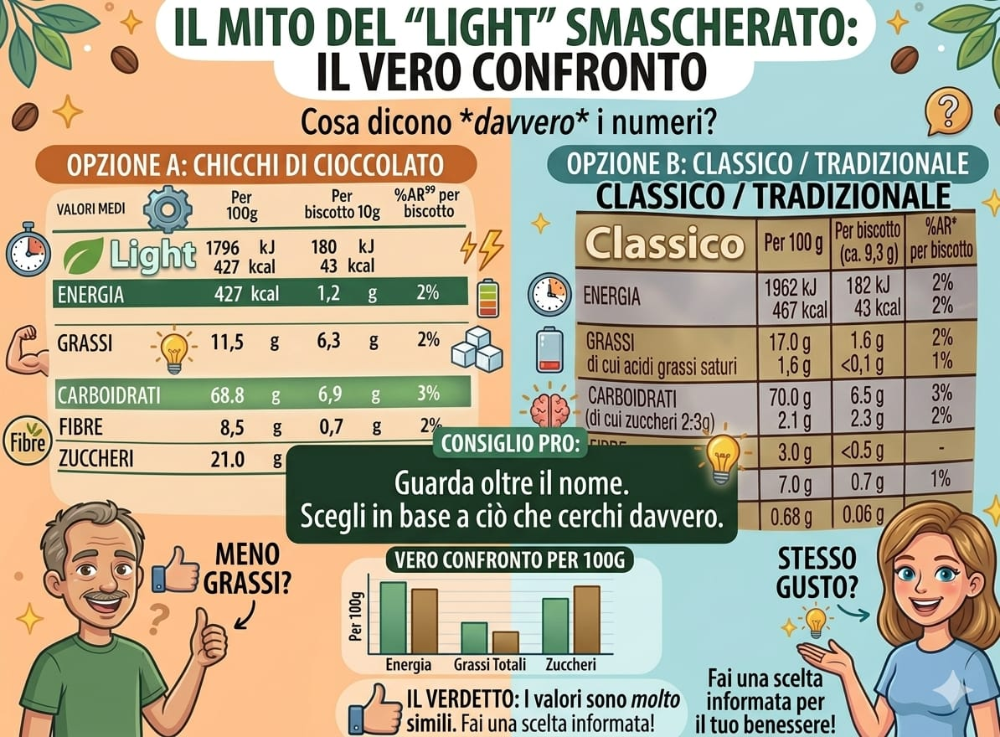 IL MITO DEL “LIGHT” SMASCHERATO:
IL VERO CONFRONTO
Cosa dicono *davvero* i numeri?
OPZIONE A: CHICCHI DI CIOCCOLATO
VALORI MEDI
Per 100g
Per biscotto 10g
%AR⁹⁹ per biscotto
Light 1796 kJ 180 kJ
427 kcal 43 kcal
ENERGIA 427 kcal 1,2 g 2%
GRASSI 11,5 g 6,3 g 2%
CARBOIDRATI 68.8 g 6,9 g 3%
Fibre
FIBRE 8,5 g 0,7 g 2%
ZUCCHERI 21.0 g
OPZIONE B: CLASSICO / TRADIZIONALE
CLASSICO / TRADIZIONALE
Classico
Per 100 g
Per biscotto (ca. 9,3 g)
%AR* per biscotto
ENERGIA 1962 kJ 182 kJ 2%
467 kcal 43 kcal 2%
GRASSI 17.0 g 1.6 g 2%
di cui acidi grassi saturi 1,6 g <0,1 g 1%
CARBOIDRATI 70.0 g 6.5 g 3%
(di cui zuccheri 2:3g) 2.1 g 2.3 g 2%
FIBRE 3.0 g <0.5 g -
7.0 g 0.7 g 1%
0.68 g 0.06 g
?
CONSIGLIO PRO:
Guarda oltre il nome.
Scegli in base a ciò che cerchi davvero.
MENO
GRASSI?
?
VERO CONFRONTO PER 100G
Per 100g
Energia Grassi Totali Zuccheri
IL VERDETTO: I valori sono molto
simili. Fai una scelta informata!
STESSO
GUSTO?
Fai una scelta
informata per
il tuo benessere!